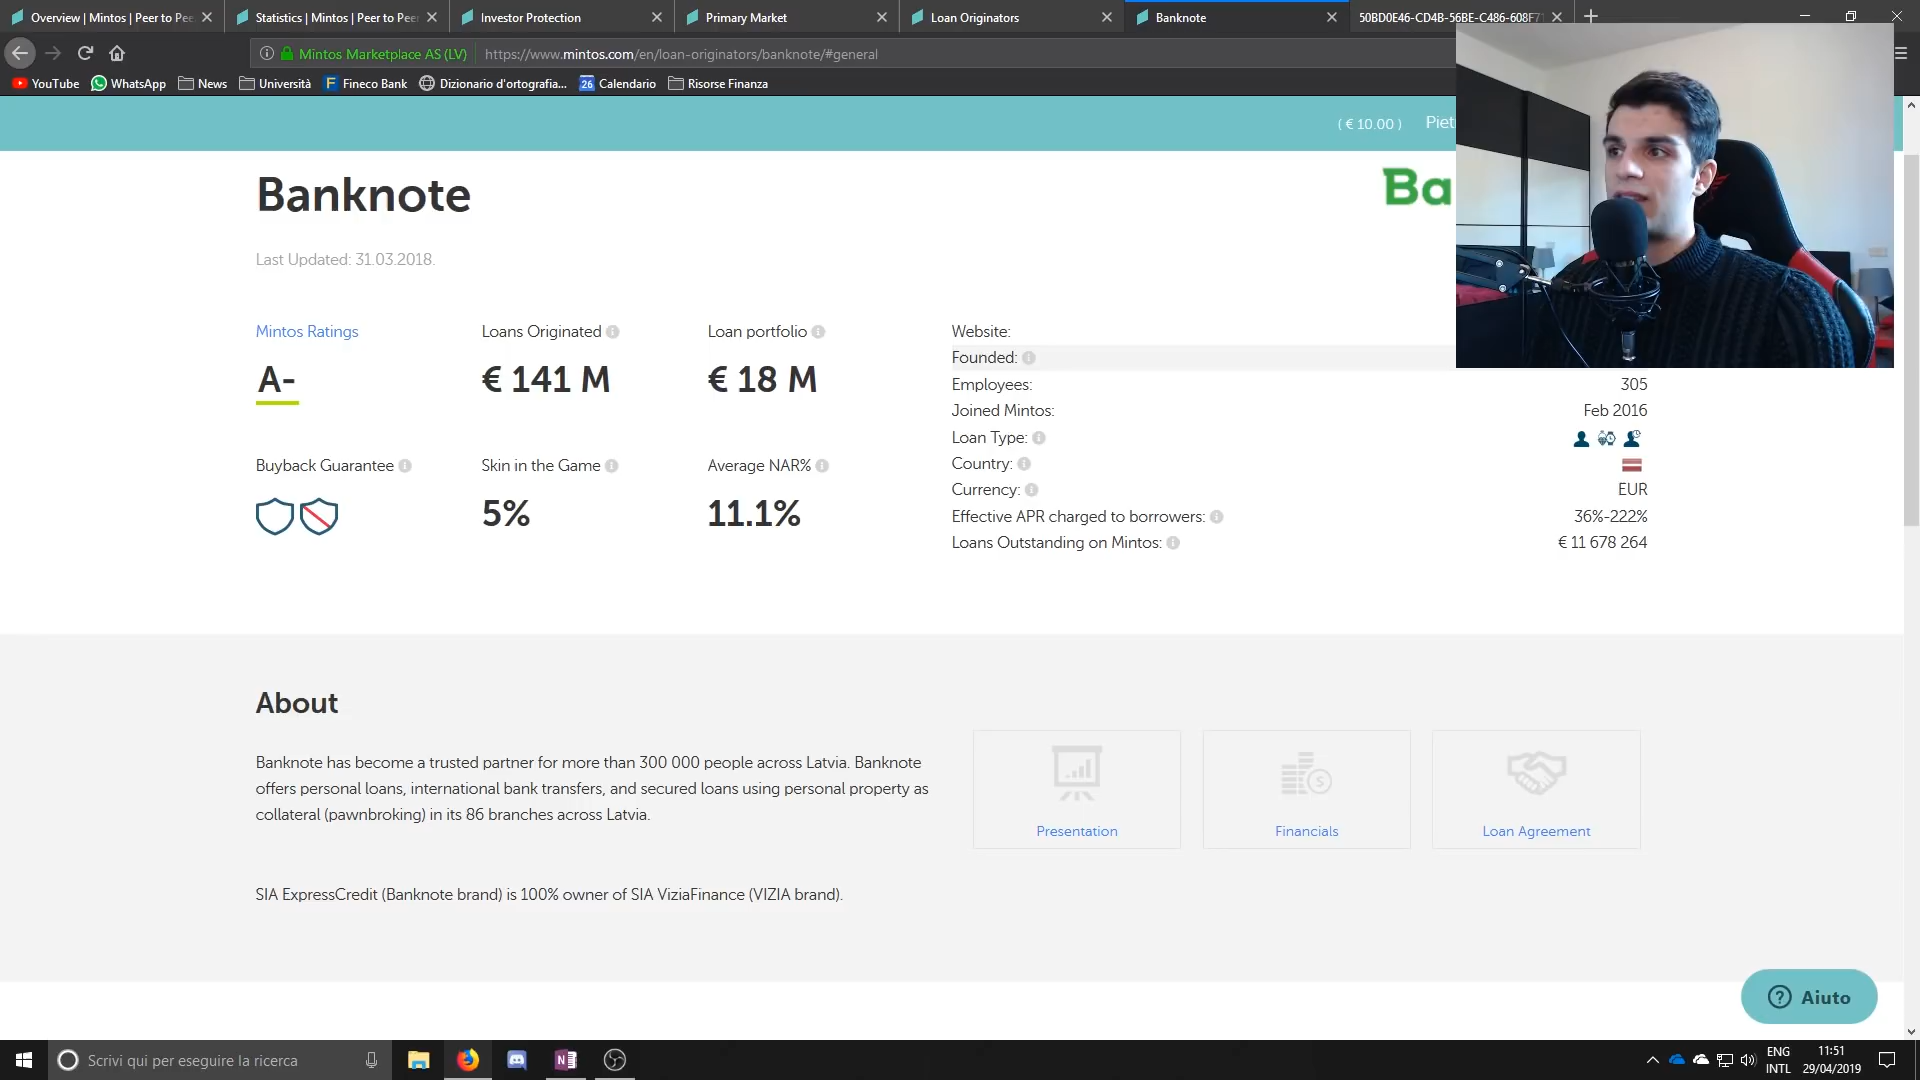 Overview | Mintos | Peer to Pee
Statistics | Mintos | Peer to Peer
Investor Protection
Primary Market
Loan Originators
Banknote
50BD0E46-CD4B-56BE-C486-608F71
Mintos Marketplace AS (LV)
https://www.mintos.com/en/loan-originators/banknote/#general
YouTube
WhatsApp
News
Università
F
Fineco Bank
Dizionario d'ortografia...
26
Calendario
Risorse Finanza
( € 10.00 )
Piet
Banknote
Ba
Last Updated: 31.03.2018.
Mintos Ratings
A-
Loans Originated
€ 141 M
Loan portfolio
€ 18 M
Buyback Guarantee
Skin in the Game
5%
Average NAR%
11.1%
Website:
Founded:
Employees:
305
Joined Mintos:
Feb 2016
Loan Type:
Country:
Currency:
EUR
Effective APR charged to borrowers:
36%-222%
Loans Outstanding on Mintos:
€ 11 678 264
About
Banknote has become a trusted partner for more than 300 000 people across Latvia. Banknote
offers personal loans, international bank transfers, and secured loans using personal property as
collateral (pawnbroking) in its 86 branches across Latvia.
SIA ExpressCredit (Banknote brand) is 100% owner of SIA ViziaFinance (VIZIA brand).
Presentation
Financials
Loan Agreement
Aiuto
Scrivi qui per eseguire la ricerca
N
ENG
INTL
11:51
29/04/2019